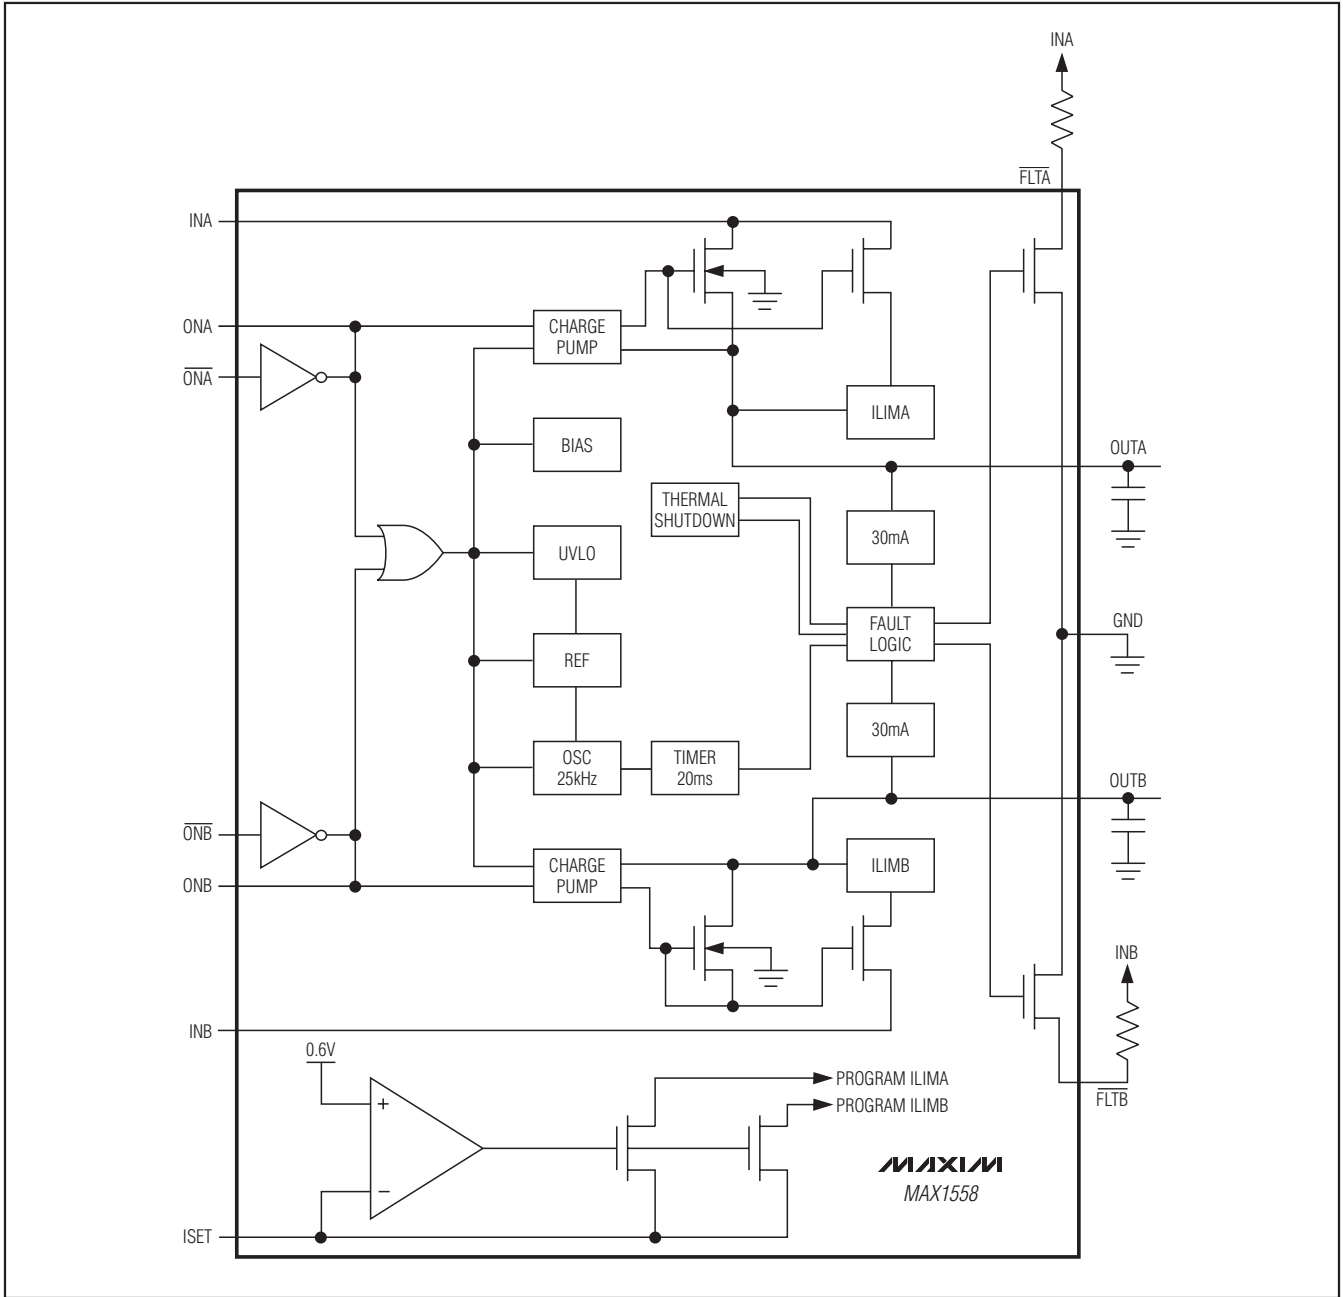 INA
FLTA
INA
ONA
CHARGE
PUMP
ONA
ILIMA
BIAS
OUTA
THERMAL
SHUTDOWN
30mA
UVLO
FAULT
LOGIC
GND
REF
30mA
OSC
25kHz
TIMER
20ms
OUTB
ONB
CHARGE
PUMP
ILIMB
ONB
INB
INB
0.6V
PROGRAM ILIMA
PROGRAM ILIMB
FLTB
+
−
MAXIM
MAX1558
ISET